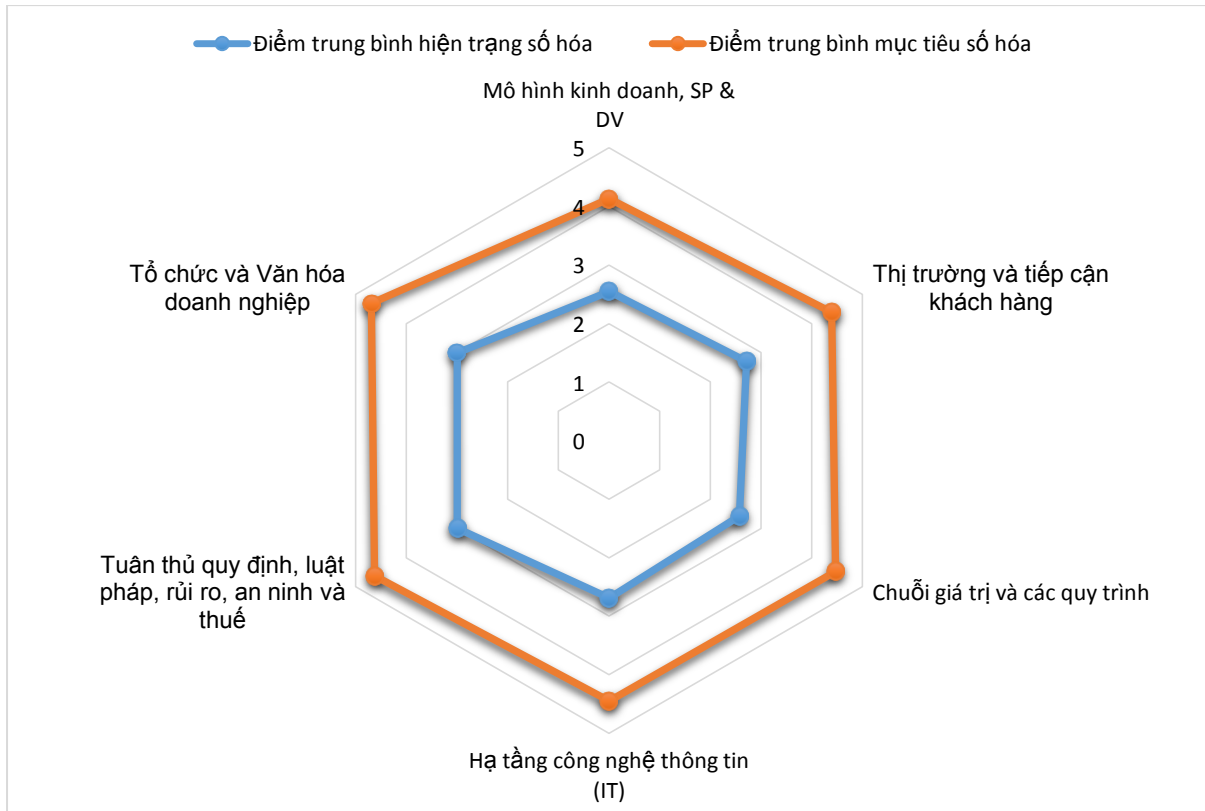 Điểm trung bình hiện trạng số hóa
Điểm trung bình mục tiêu số hóa
Mô hình kinh doanh, SP &
DV
5
4
3
2
1
0
Thị trường và tiếp cận
khách hàng
Chuỗi giá trị và các quy trình
Hạ tầng công nghệ thông tin
(IT)
Tuân thủ quy định, luật
pháp, rủi ro, an ninh và
thuế
Tổ chức và Văn hóa
doanh nghiệp